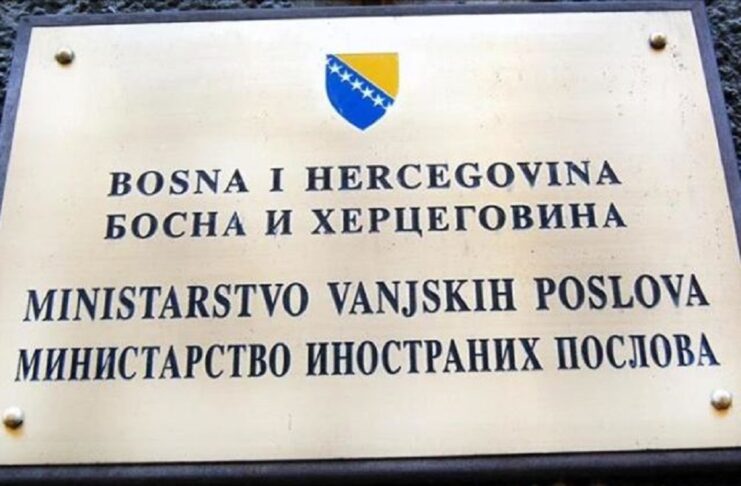 BOSNA I HERCEGOVINA
БОСНА И ХЕРЦЕГОВИНА
MINISTARSTVO VANJSKIH POSLOVA
МИНИСТАРСТВО ИНОСТРАНИХ ПОСЛОВА